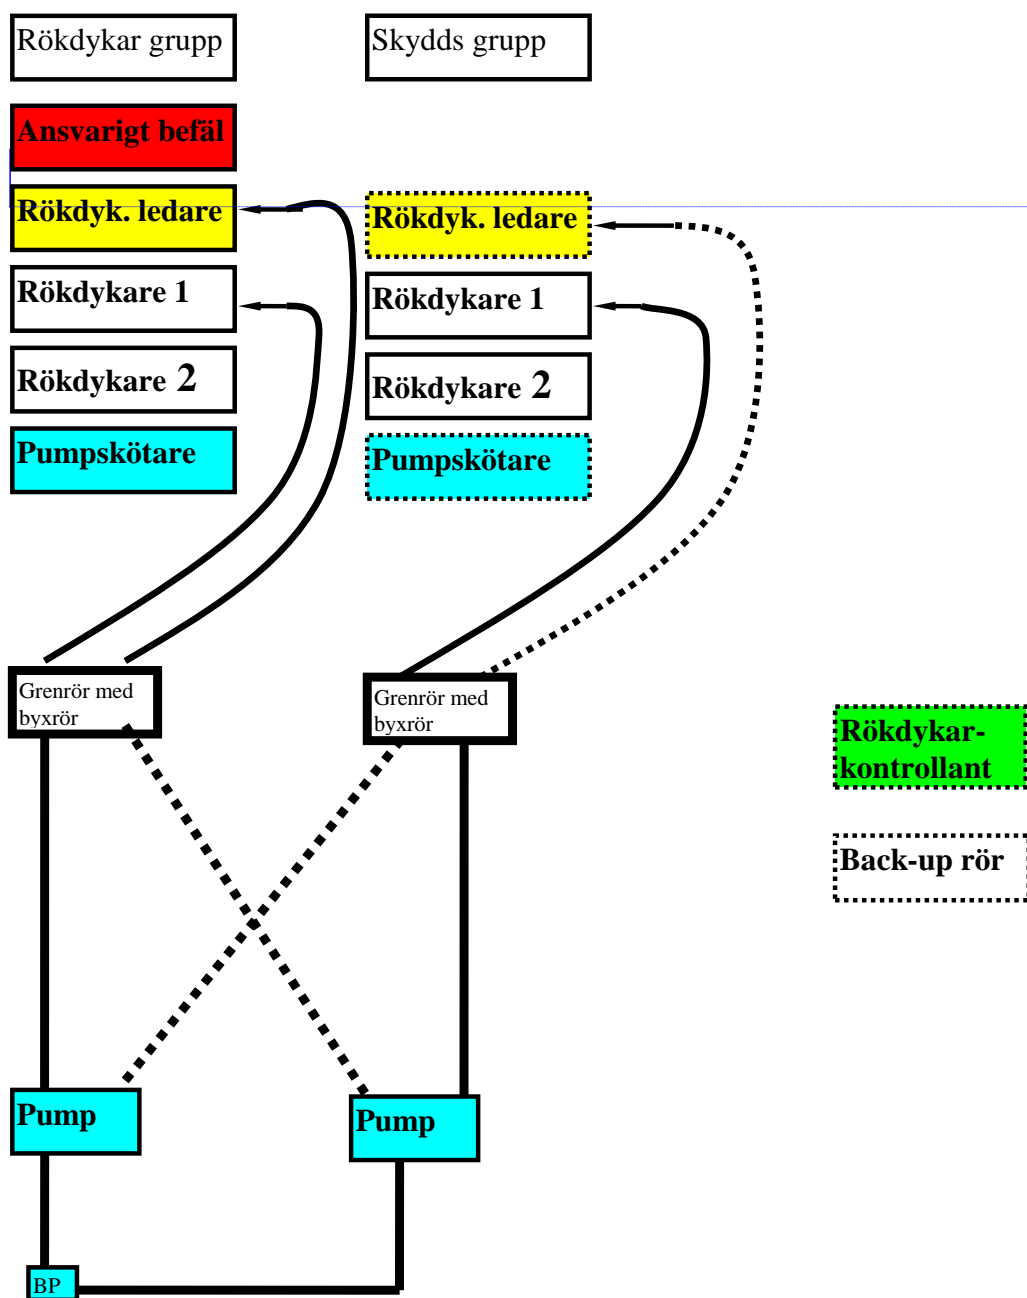 Rökdykar grupp
Skydds grupp
Ansvarigt befäl
Rökdyk. ledare
Rökdyk. ledare
Rökdykare 1
Rökdykare 1
Rökdykare 2
Rökdykare 2
Pumpskötare
Pumpskötare
Grenrör med
byxrör
Grenrör med
byxrör
Rökdykar-
kontrollant
Back-up rör
Pump
Pump
BP